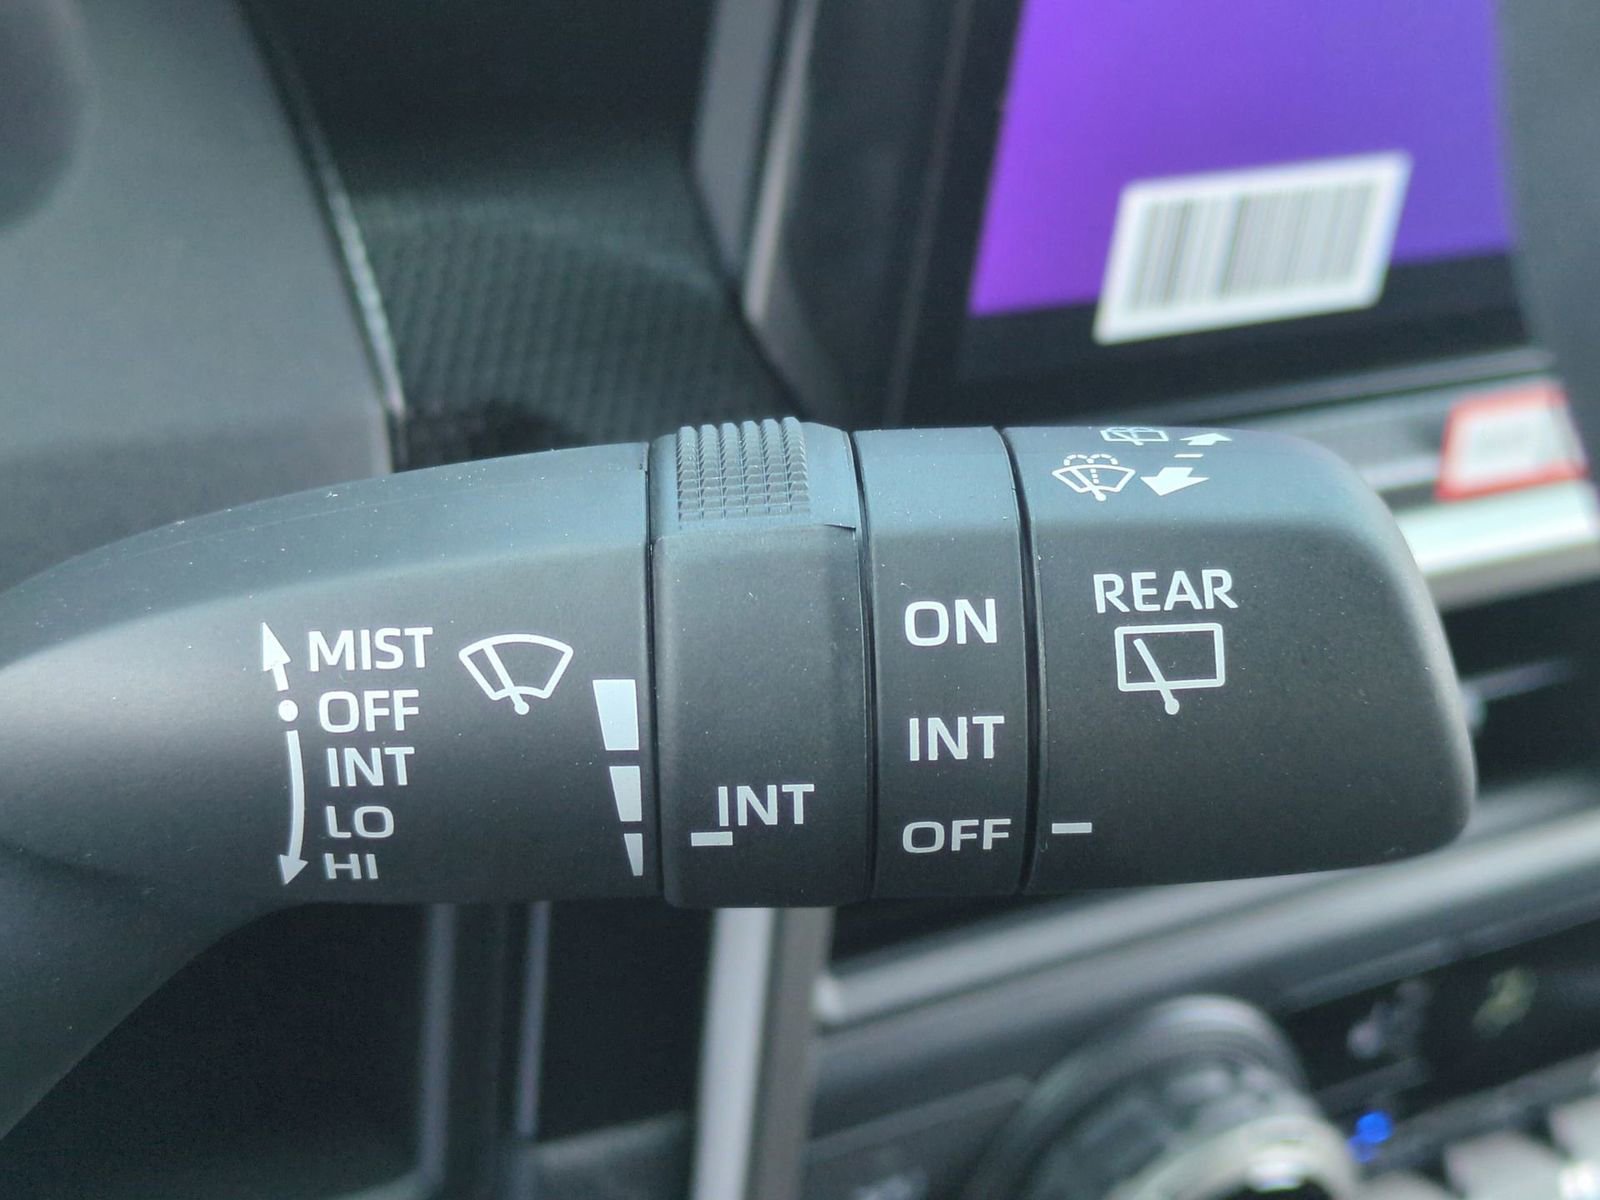 MIST
OFF
INT
LO
HI
INT
ON
INT
OFF
REAR